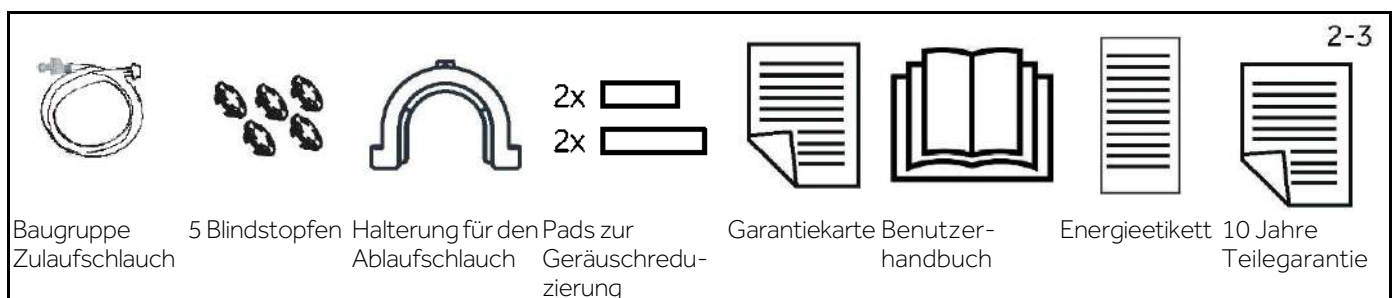 2-3
2x
2x
Baugruppe
Zulaufschlauch
5 Blindstopfen
Halterung für den
Ablaufschlauch
Pads zur
Geräuschredu-
zierung
Garantiekarte
Benutzer-
handbuch
Energieetikett
10 Jahre
Teilegarantie